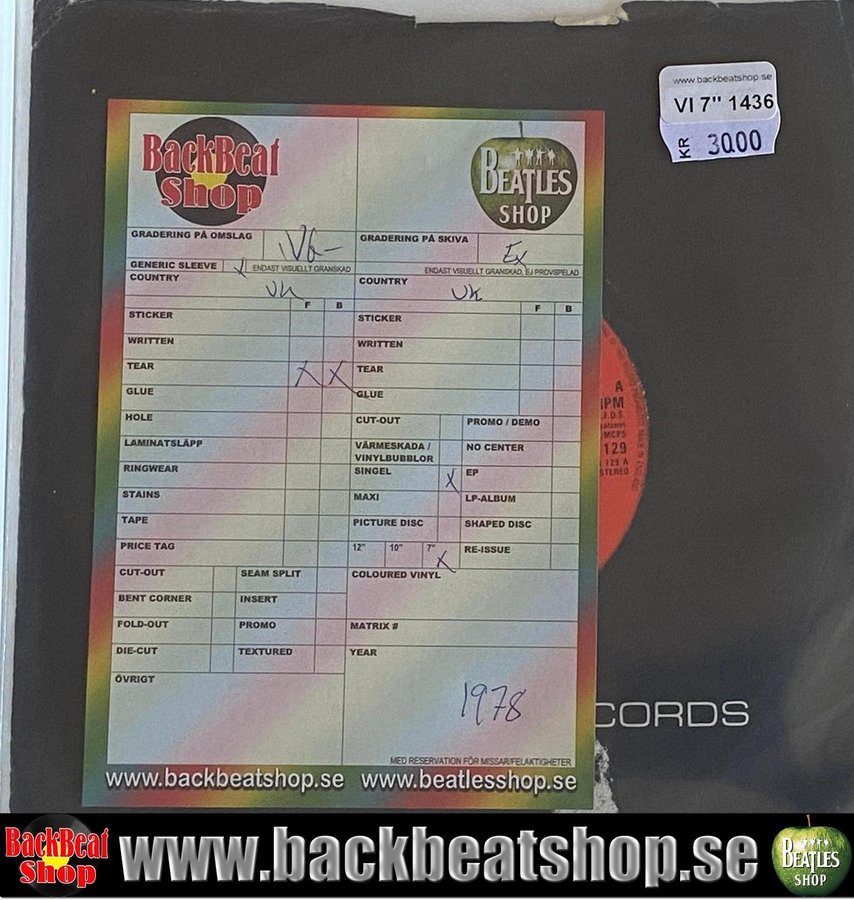 www.backbeatshop.se
VI 7" 1436
KR 30.00
BackBeat
Shop
BEATLES
SHOP
GRADERING PÅ OMSLAG VG-
GENERIC SLEEVE X ENDAST VISUELLT GRANSKAD
COUNTRY UK
F B
STICKER
WRITTEN
TEAR X X
GLUE
HOLE
LAMINATSLÄPP
RINGWEAR
STAINS
TAPE
PRICE TAG
CUT-OUT SEAM SPLIT
BENT CORNER INSERT
FOLD-OUT PROMO
DIE-CUT TEXTURED
ÖVRIGT
GRADERING PÅ SKIVA Ex
ENDAST VISUELLT GRANSKAD, EJ PROVSPELAD
COUNTRY UK
F B
STICKER
WRITTEN
TEAR
GLUE
CUT-OUT PROMO / DEMO
VÄRMESKADA / NO CENTER
VINYLBUBBLOR
SINGEL X EP
MAXI LP-ALBUM
PICTURE DISC SHAPED DISC
12" 10" 7" X RE-ISSUE
COLOURED VINYL
MATRIX #
YEAR
1978
MED RESERVATION FÖR MISSAR/FELAKTIGHETER
www.backbeatshop.se www.beatlesshop.se
A
RPM
MCPS
129
129 A
STEREO
CORDS
BackBeat
Shop
www.backbeatshop.se
BEATLES
SHOP